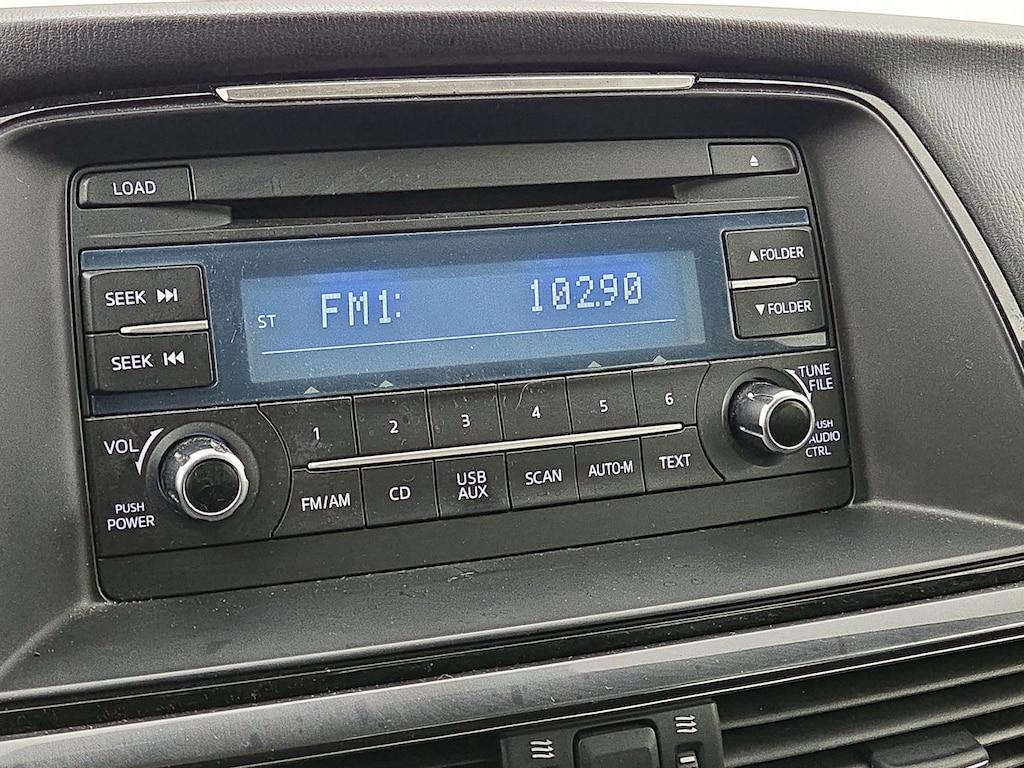 LOAD
SEEK
SEEK
ST FM1: 102.90
FOLDER
FOLDER
1 2 3 4 5 6
FM/AM CD USB AUX SCAN AUTO-M TEXT
VOL
PUSH
POWER
TUNE
FILE
PUSH
AUDIO
CTRL